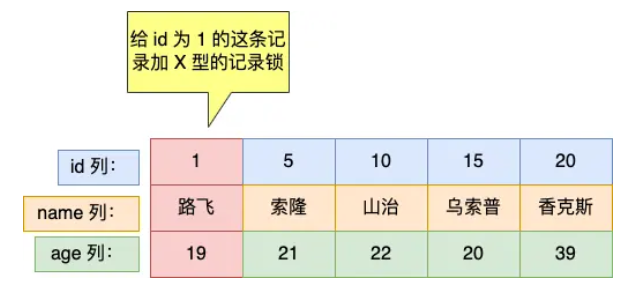 给 id 为 1 的这条记
录加 X 型的记录锁
id 列： 1 5 10 15 20
name 列： 路飞 索隆 山治 乌索普 香克斯
age 列： 19 21 22 20 39